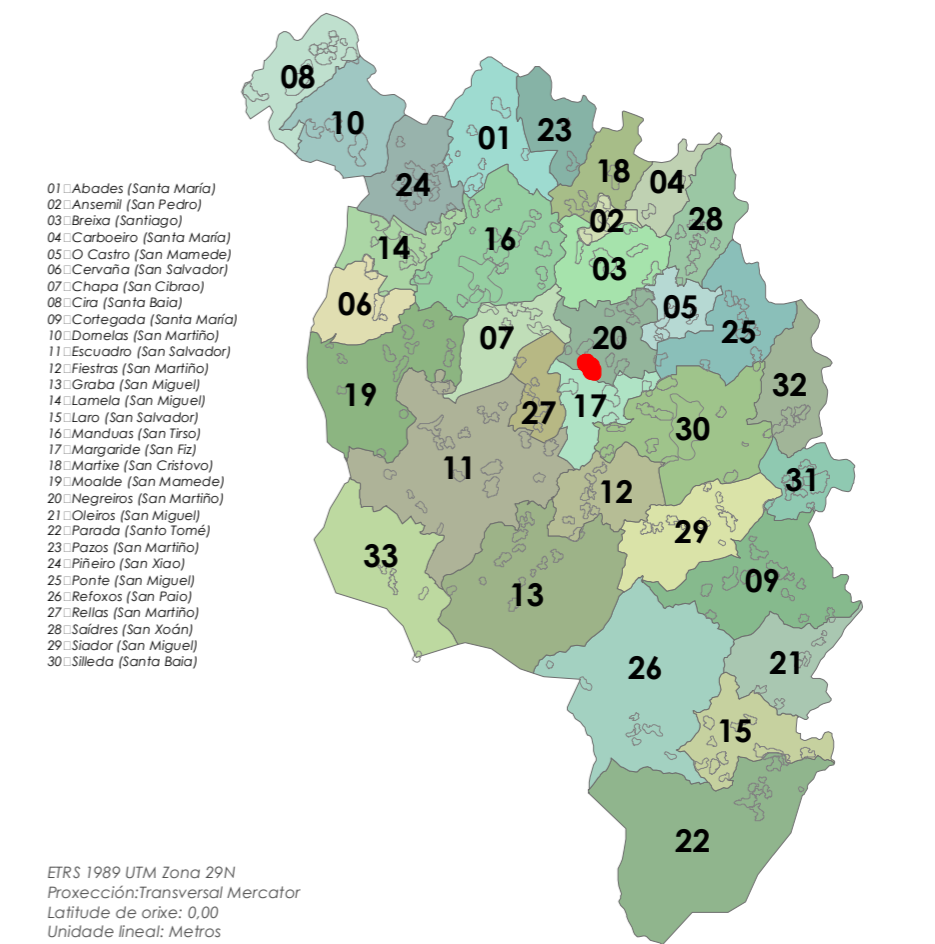 08
10
01
23
18
04
24
02
28
16
14
03
06
05
07
20
25
19
32
27
17
30
11
31
12
29
33
09
13
26
21
15
22
01 Abades (Santa María)
02 Ansemil (San Pedro)
03 Breixa (Santiago)
04 Carboeiro (Santa María)
05 O Castro (San Mamede)
06 Cervaña (San Salvador)
07 Chapa (San Cibrao)
08 Cira (Santa Baia)
09 Cortegada (Santa María)
10 Dornelas (San Martiño)
11 Escuadro (San Salvador)
12 Fiestras (San Martiño)
13 Graba (San Miguel)
14 Lamela (San Miguel)
15 Laro (San Salvador)
16 Manduas (San Tirso)
17 Margaride (San Fiz)
18 Martixe (San Cristovo)
19 Moalde (San Mamede)
20 Negreiros (San Martiño)
21 Oleiros (San Miguel)
22 Parada (Santo Tomé)
23 Pazos (San Martiño)
24 Piñeiro (San Xiao)
25 Ponte (San Miguel)
26 Refoxos (San Paio)
27 Rellas (San Martiño)
28 Saídres (San Xoán)
29 Siador (San Miguel)
30 Silleda (Santa Baia)
ETRS 1989 UTM Zona 29N
Proxección:Transversal Mercator
Latitude de orixe: 0,00
Unidade lineal: Metros